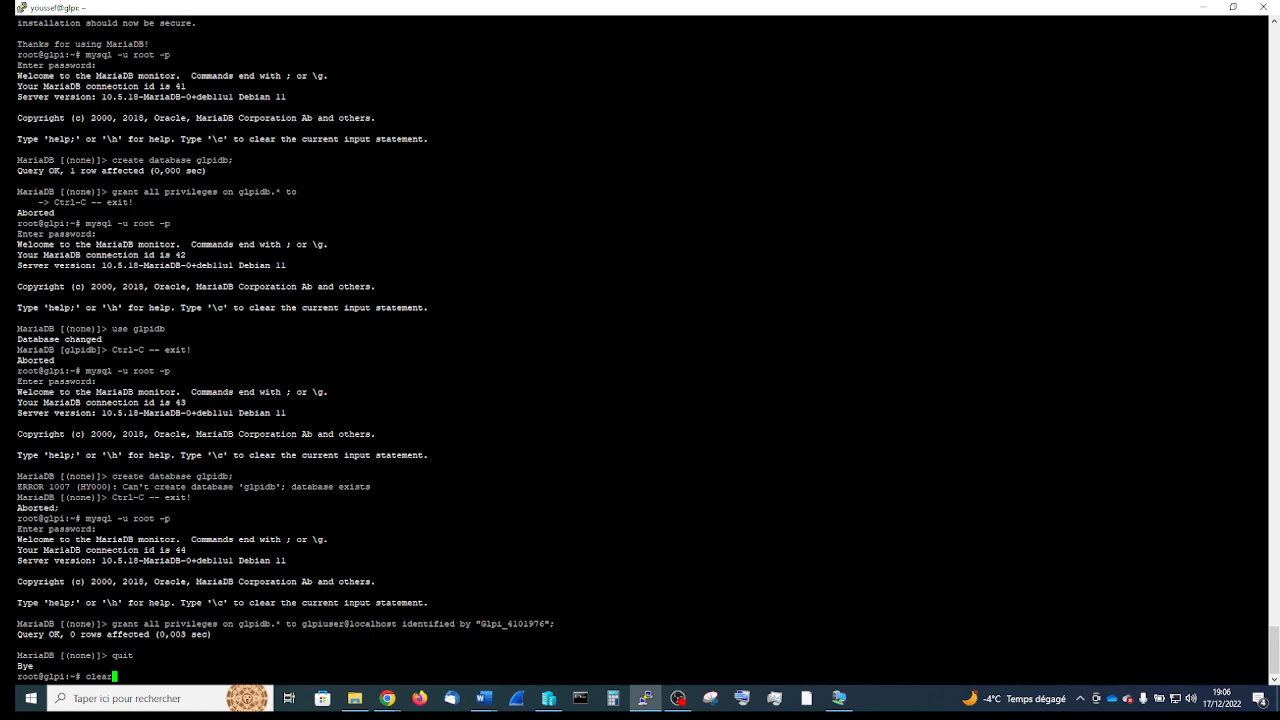 youssef@glpi: ~
installation should now be secure.
Thanks for using MariaDB!
root@glpi:~# mysql -u root -p
Enter password:
Welcome to the MariaDB monitor.  Commands end with ; or \g.
Your MariaDB connection id is 41
Server version: 10.5.18-MariaDB-0+deb11u1 Debian 11
Copyright (c) 2000, 2018, Oracle, MariaDB Corporation Ab and others.
Type 'help;' or '\h' for help. Type '\c' to clear the current input statement.
MariaDB [(none)]> create database glpidb;
Query OK, 1 row affected (0,000 sec)
MariaDB [(none)]> grant all privileges on glpidb.* to
    -> Ctrl-C -- exit!
Aborted
root@glpi:~# mysql -u root -p
Enter password:
Welcome to the MariaDB monitor.  Commands end with ; or \g.
Your MariaDB connection id is 42
Server version: 10.5.18-MariaDB-0+deb11u1 Debian 11
Copyright (c) 2000, 2018, Oracle, MariaDB Corporation Ab and others.
Type 'help;' or '\h' for help. Type '\c' to clear the current input statement.
MariaDB [(none)]> use glpidb
Database changed
MariaDB [glpidb]> Ctrl-C -- exit!
Aborted
root@glpi:~# mysql -u root -p
Enter password:
Welcome to the MariaDB monitor.  Commands end with ; or \g.
Your MariaDB connection id is 43
Server version: 10.5.18-MariaDB-0+deb11u1 Debian 11
Copyright (c) 2000, 2018, Oracle, MariaDB Corporation Ab and others.
Type 'help;' or '\h' for help. Type '\c' to clear the current input statement.
MariaDB [(none)]> create database glpidb;
ERROR 1007 (HY000): Can't create database 'glpidb'; database exists
MariaDB [(none)]> Ctrl-C -- exit!
Aborted;
root@glpi:~# mysql -u root -p
Enter password:
Welcome to the MariaDB monitor.  Commands end with ; or \g.
Your MariaDB connection id is 44
Server version: 10.5.18-MariaDB-0+deb11u1 Debian 11
Copyright (c) 2000, 2018, Oracle, MariaDB Corporation Ab and others.
Type 'help;' or '\h' for help. Type '\c' to clear the current input statement.
MariaDB [(none)]> grant all privileges on glpidb.* to glpiuser@localhost identified by "Glpi_4101976";
Query OK, 0 rows affected (0,003 sec)
MariaDB [(none)]> quit
Bye
root@glpi:~# clear
Taper ici pour rechercher
-4°C Temps dégagé
19:06
17/12/2022
4